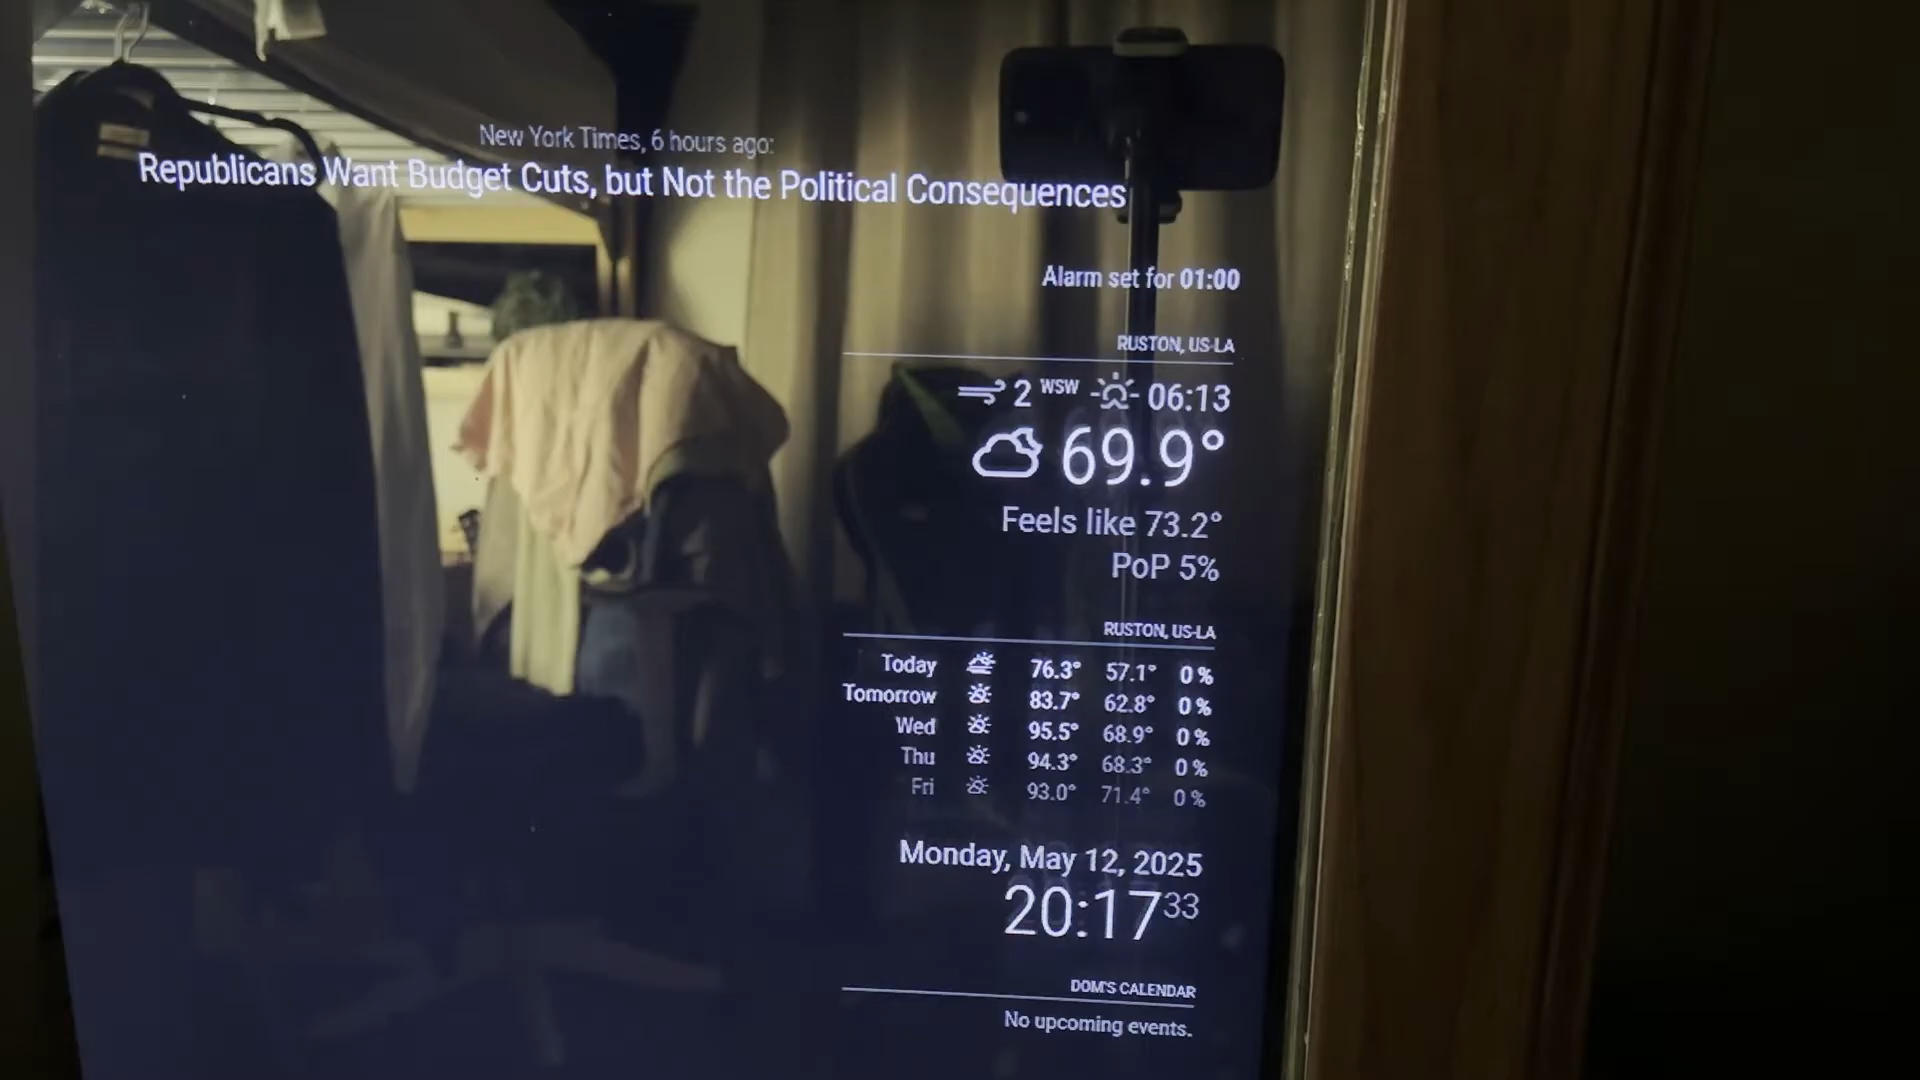 New York Times, 6 hours ago:
Republicans Want Budget Cuts, but Not the Political Consequences
Alarm set for 01:00
RUSTON, US-LA
2 WSW 06:13
69.9°
Feels like 73.2°
PoP 5%
RUSTON, US-LA
Today 76.3° 57.1° 0 %
Tomorrow 83.7° 62.8° 0 %
Wed 95.5° 68.9° 0 %
Thu 94.3° 68.3° 0 %
Fri 93.0° 71.4° 0 %
Monday, May 12, 2025
20:17 33
DOM'S CALENDAR
No upcoming events.